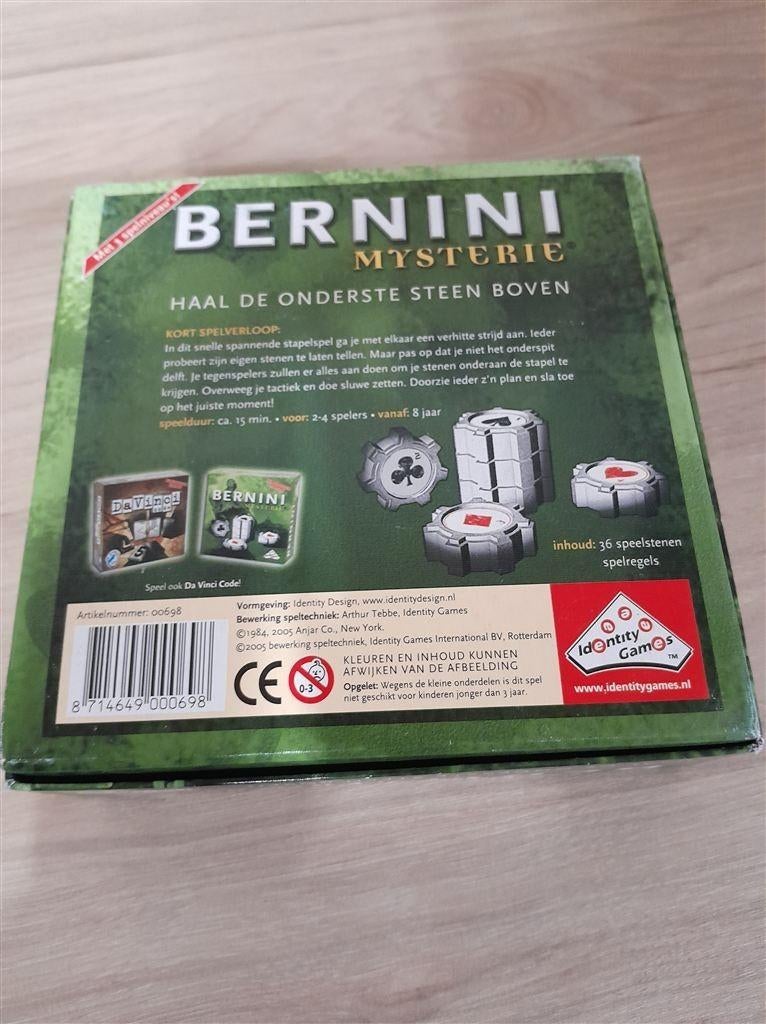 Met 3 spelniveau's!
BERNINI
MYSTERIE®
HAAL DE ONDERSTE STEEN BOVEN
KORT SPELVERLOOP:
In dit snelle spannende stapelspel ga je met elkaar een verhitte strijd aan. Ieder
probeert zijn eigen stenen te laten tellen. Maar pas op dat je niet het onderspit
delft. Je tegenspelers zullen er alles aan doen om je stenen onderaan de stapel te
krijgen. Overweeg je tactiek en doe sluwe zetten. Doorzie ieder z'n plan en sla toe
op het juiste moment!
speelduur: ca. 15 min. • voor: 2-4 spelers • vanaf: 8 jaar
DaVinci
BERNINI
MYSTERIE
inhoud: 36 speelstenen
spelregels
Speel ook Da Vinci Code!
Artikelnummer: 00698
8 714649 000698
Vormgeving: Identity Design, www.identitydesign.nl
Bewerking speltechniek: Arthur Tebbe, Identity Games
©1984, 2005 Anjar Co., New York.
©2005 bewerking speltechniek, Identity Games International BV, Rotterdam
CE
0-3
KLEUREN EN INHOUD KUNNEN
AFWIJKEN VAN DE AFBEELDING
Opgelet: Wegens de kleine onderdelen is dit spel
niet geschikt voor kinderen jonger dan 3 jaar.
Identity
Games
™
www.identitygames.nl